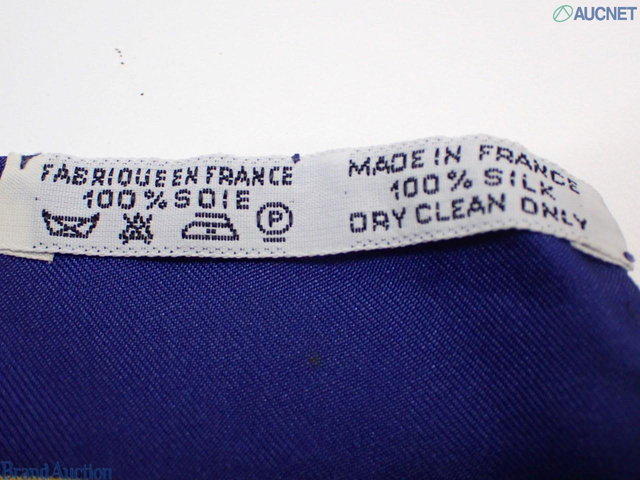 AUCNET
FABRIQUE EN FRANCE
100% SOIE
P
MADE IN FRANCE
100% SILK
DRY CLEAN ONLY
Brand Auction